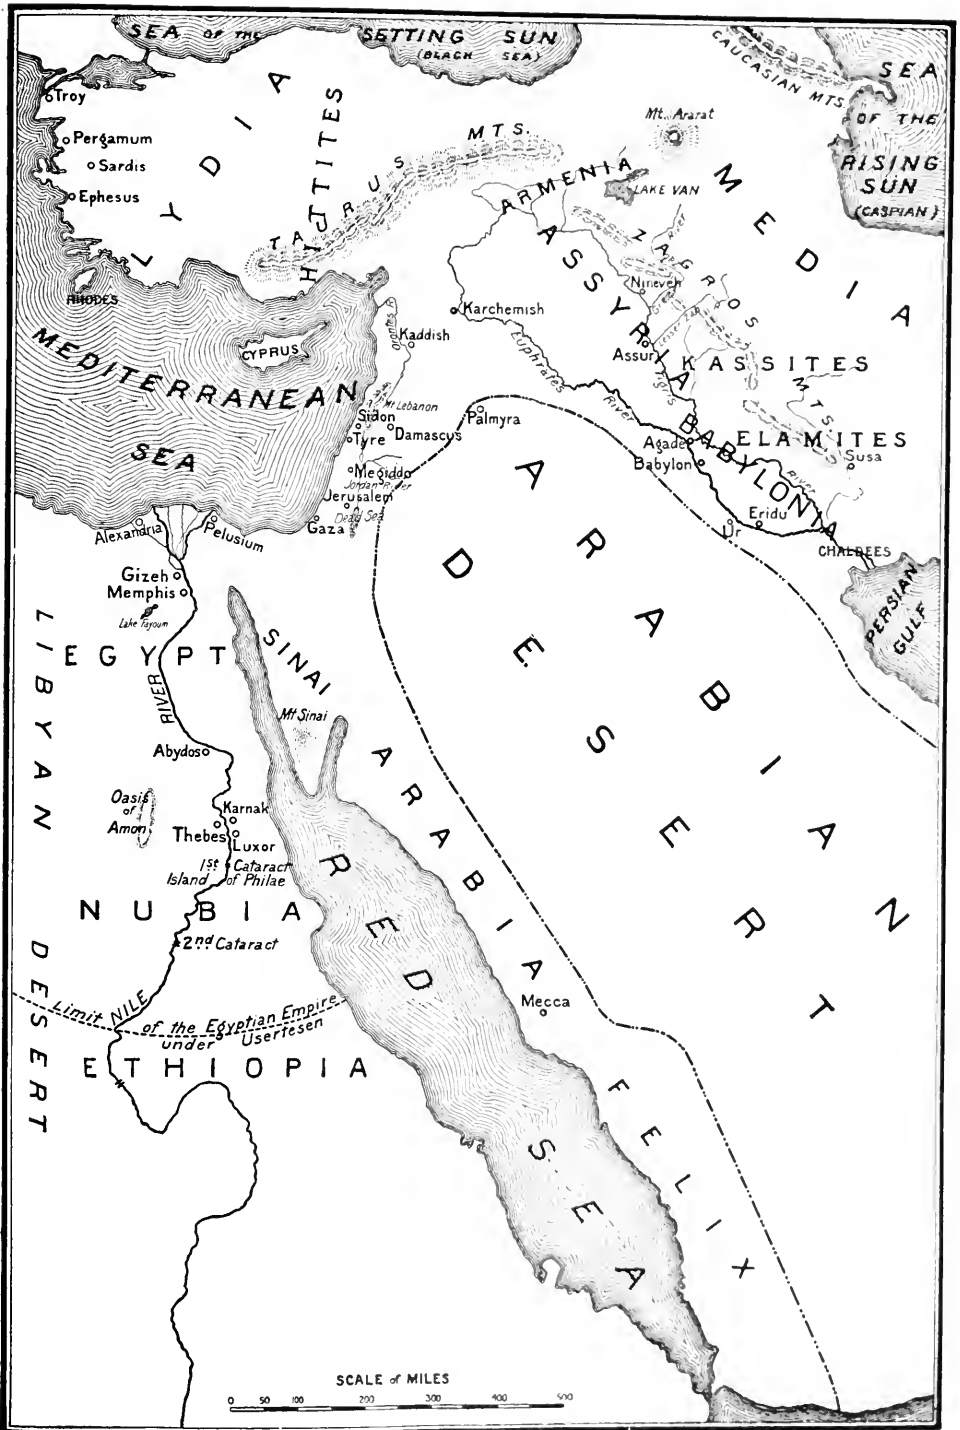 SEA OF THE SETTING SUN
(BLACK SEA)
CAUCASIAN MTS.
SEA
OF THE
RISING
SUN
(CASPIAN)
Troy
Pergamum
Sardis
Ephesus
LYDIA
HITTITES
TAURUS MTS.
Mt. Ararat
ARMENIA
LAKE VAN
MEDIA
ASSYRIA
ZAGROS MTS.
Nineveh
Lesser Zab
RHODES
CYPRUS
MEDITERRANEAN
SEA
Orontes R.
Karchemish
Kaddish
Euphrates River
Assur
Tigris River
KASSITES
Mt Lebanon
Sidon
Tyre
Damascus
Palmyra
ELAMITES
Susa
Agade
BABYLONIA
Babylon
Megiddo
Jordan River
Jerusalem
Dead Sea
Gaza
Eridu
Ur
CHALDEES
PERSIAN
GULF
Alexandria
Pelusium
Gizeh
Memphis
Lake Fayoum
LIBYAN DESERT
EGYPT
SINAI
Mt Sinai
RIVER NILE
Abydos
Oasis
of
Amon
Karnak
Thebes
Luxor
1st Cataract
Island of Philae
NUBIA
2nd Cataract
Limit of the Egyptian Empire
under Usertesen
ETHIOPIA
RED SEA
ARABIA FELIX
Mecca
ARABIAN
DESERT
SCALE of MILES
0 50 100 200 300 400 500